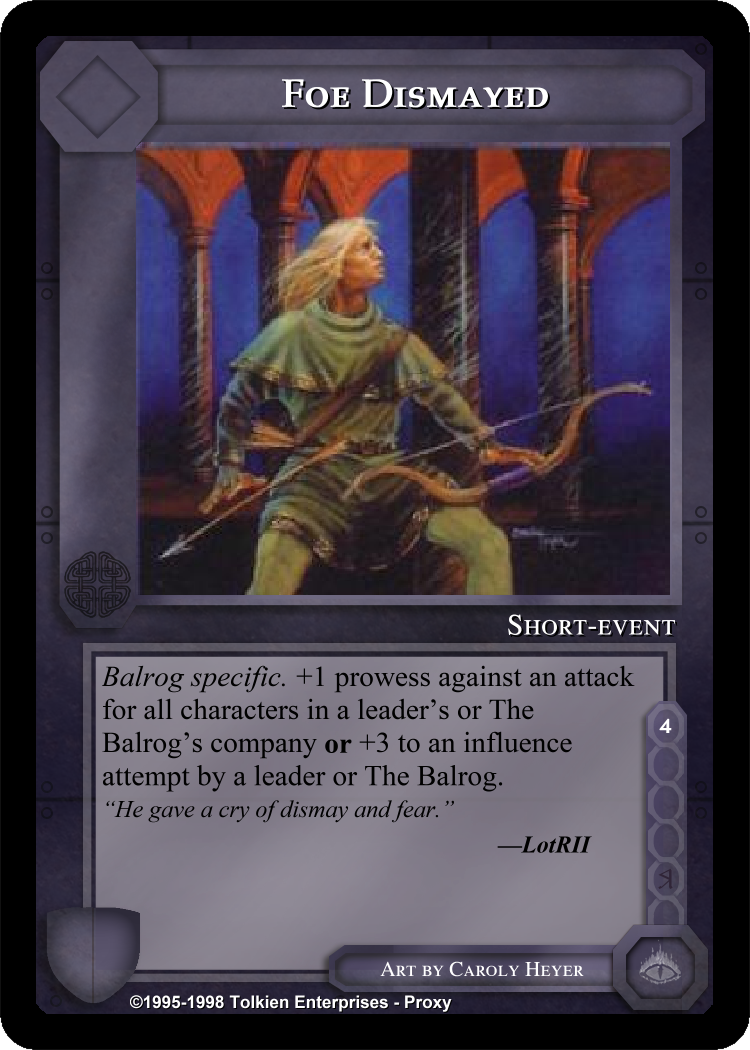 Foe Dismayed
Short-event
Balrog specific. +1 prowess against an attack
for all characters in a leader's or The
Balrog's company or +3 to an influence
attempt by a leader or The Balrog.
“He gave a cry of dismay and fear.”
—LotRII
4
Art by Caroly Heyer
©1995-1998 Tolkien Enterprises - Proxy